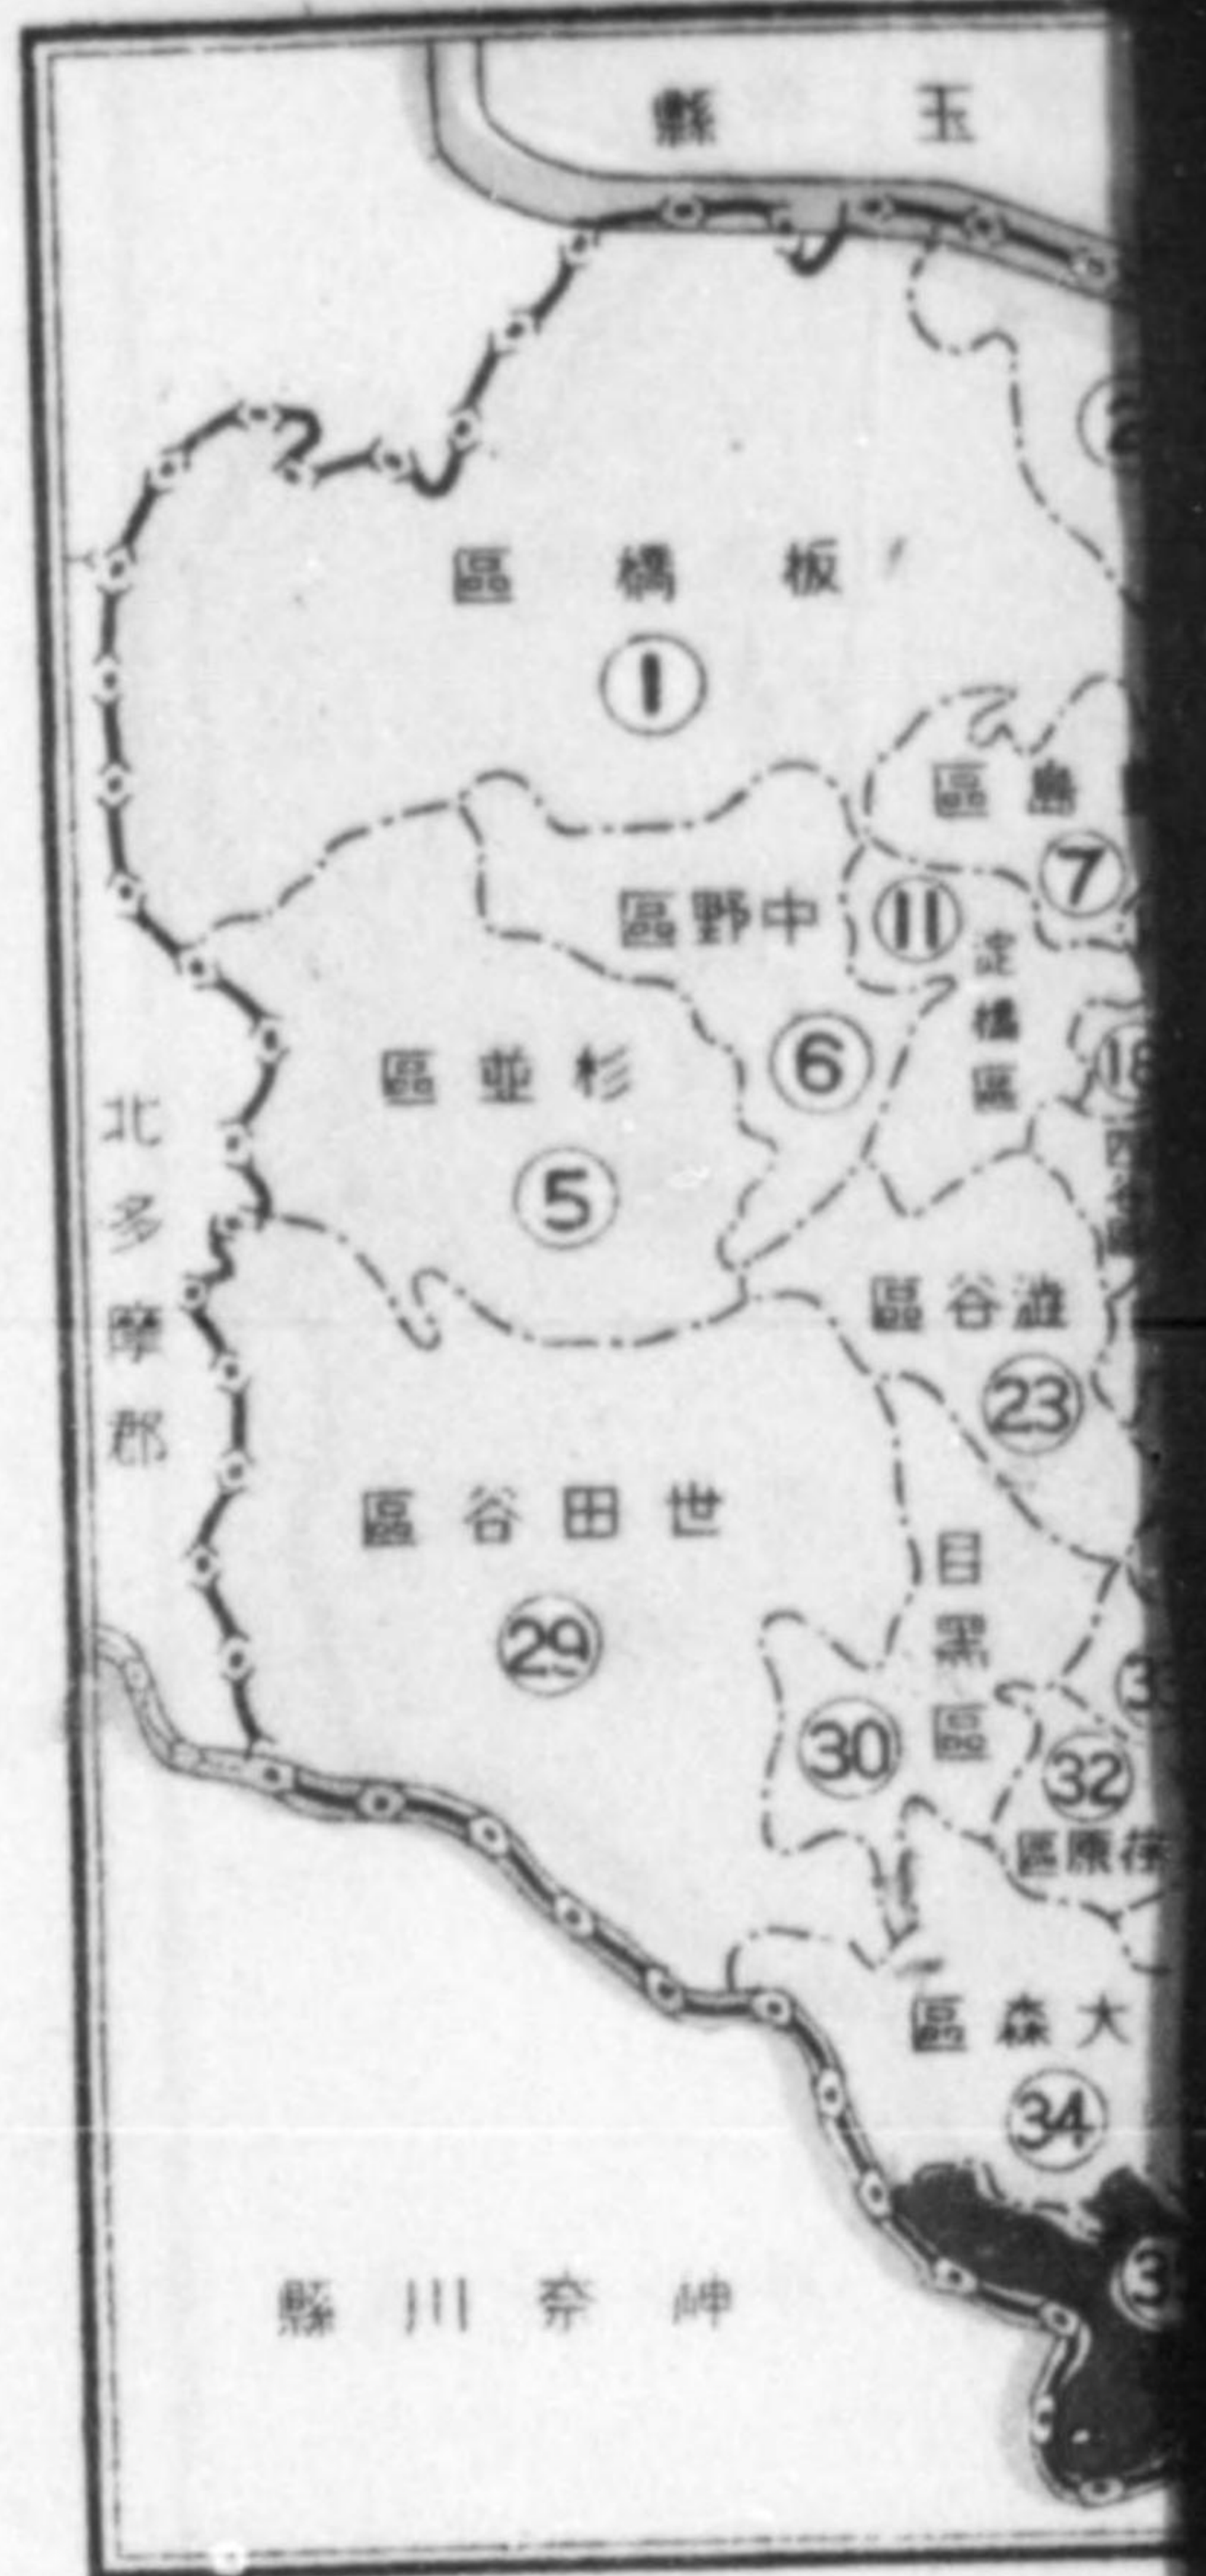 玉縣
板橋區
①
島區
⑦
中野區
⑪
淀橋區
⑥
18
杉並區
⑤
北多摩郡
澁谷區
㉓
世田谷區
㉙
目黑區
㉚
㉜
荏原區
大森區
㉞
神奈川縣